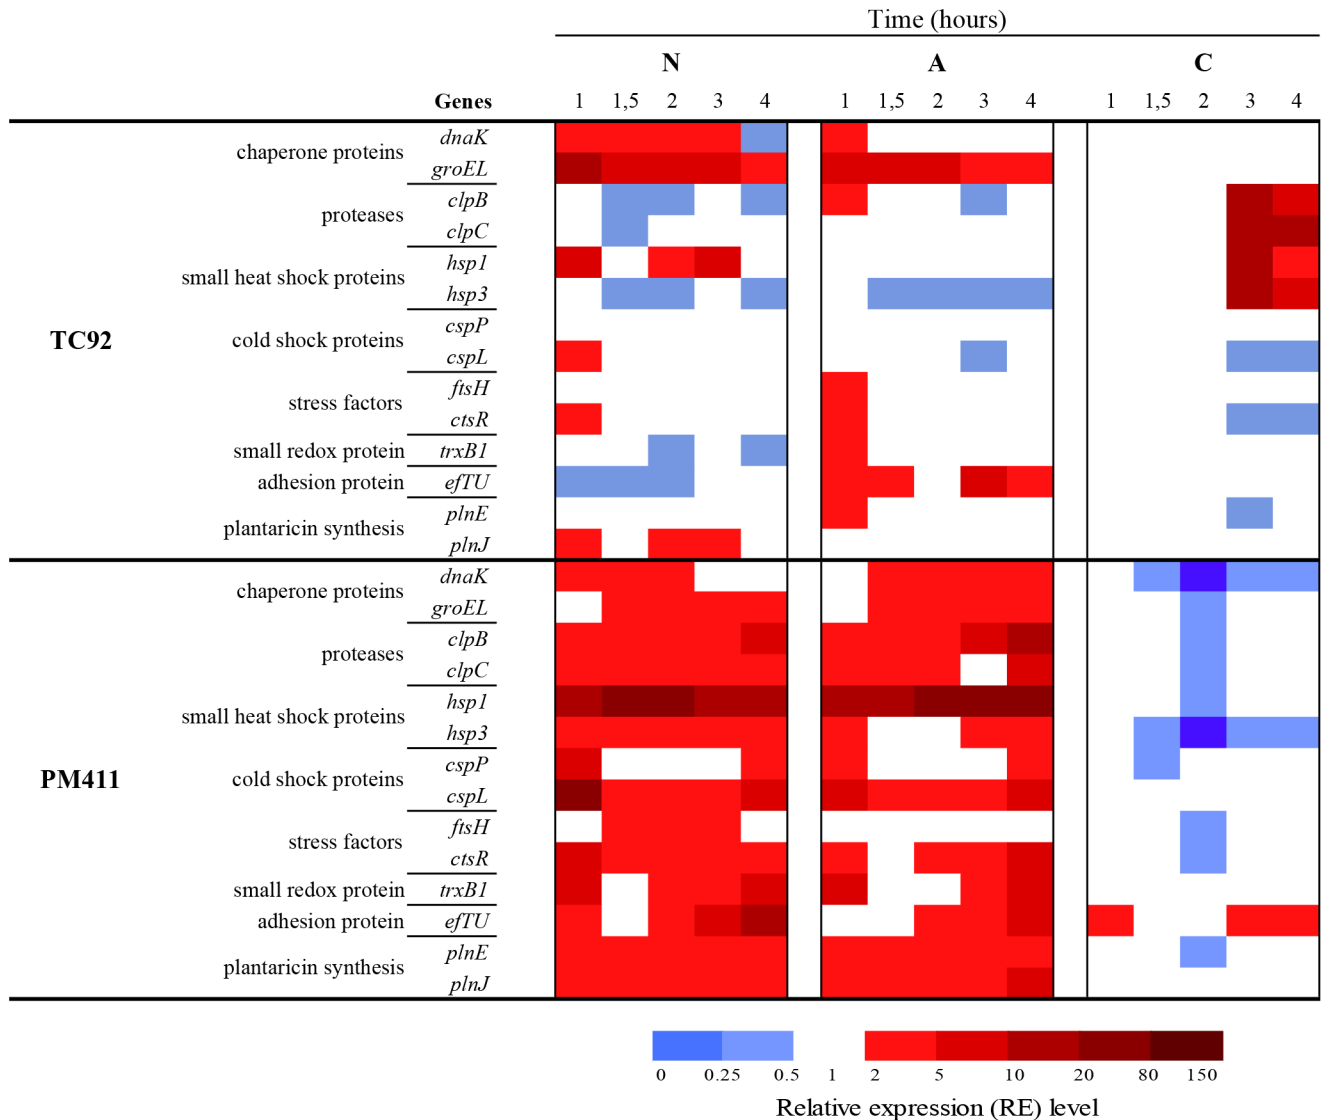 Time (hours)
N A C
Genes 1 1,5 2 3 4 1 1,5 2 3 4 1 1,5 2 3 4
TC92
chaperone proteins
dnaK
groEL
proteases
clpB
clpC
small heat shock proteins
hsp1
hsp3
cold shock proteins
cspP
cspL
stress factors
ftsH
ctsR
small redox protein trxB1
adhesion protein efTU
plantaricin synthesis
plnE
plnJ
PM411
chaperone proteins
dnaK
groEL
proteases
clpB
clpC
small heat shock proteins
hsp1
hsp3
cold shock proteins
cspP
cspL
stress factors
ftsH
ctsR
small redox protein trxB1
adhesion protein efTU
plantaricin synthesis
plnE
plnJ
0 0.25 0.5 1 2 5 10 20 80 150
Relative expression (RE) level